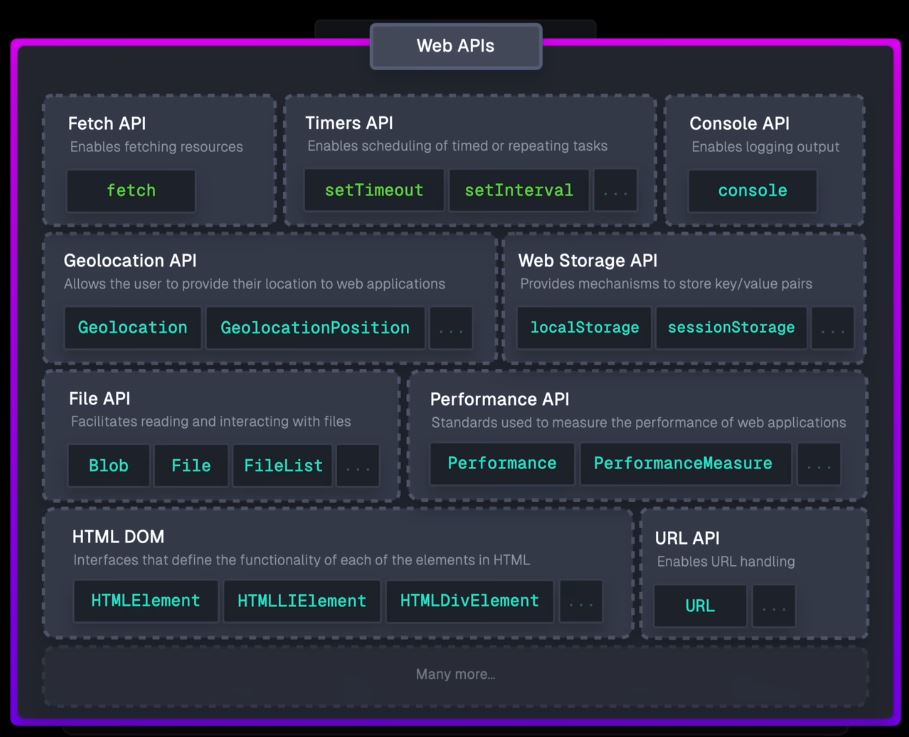 Web APIs
Fetch API
Enables fetching resources
fetch
Timers API
Enables scheduling of timed or repeating tasks
setTimeout
setInterval
...
Console API
Enables logging output
console
Geolocation API
Allows the user to provide their location to web applications
Geolocation
GeolocationPosition
...
Web Storage API
Provides mechanisms to store key/value pairs
localStorage
sessionStorage
...
File API
Facilitates reading and interacting with files
Blob
File
FileList
...
Performance API
Standards used to measure the performance of web applications
Performance
PerformanceMeasure
...
HTML DOM
Interfaces that define the functionality of each of the elements in HTML
HTMLElement
HTMLLIElement
HTMLDivElement
...
URL API
Enables URL handling
URL
...
Many more...